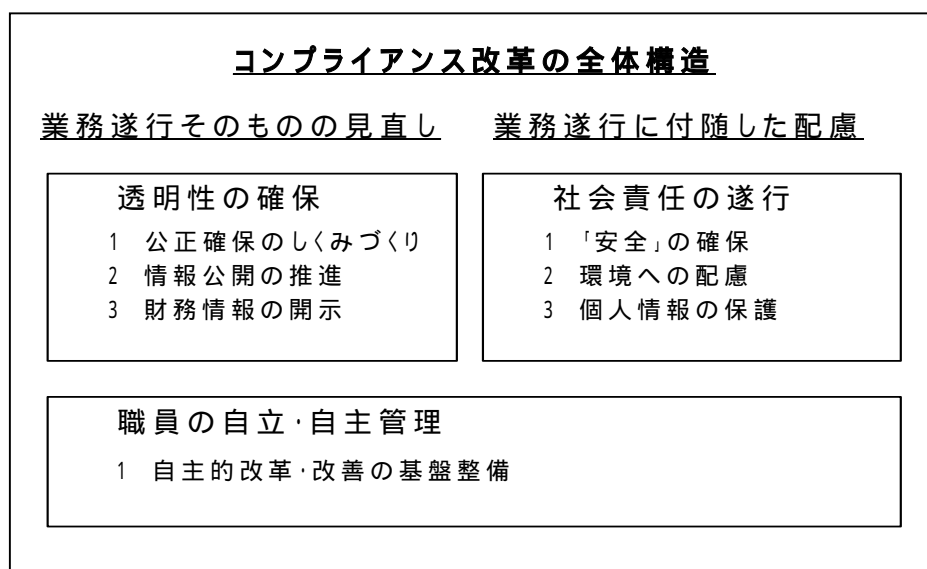 コンプライアンス改革の全体構造
業務遂行そのものの見直し
業務遂行に付随した配慮
透明性の確保
1 公正確保のしくみづくり
2 情報公開の推進
3 財務情報の開示
社会責任の遂行
1 「安全」の確保
2 環境への配慮
3 個人情報の保護
職員の自立・自主管理
1 自主的改革・改善の基盤整備